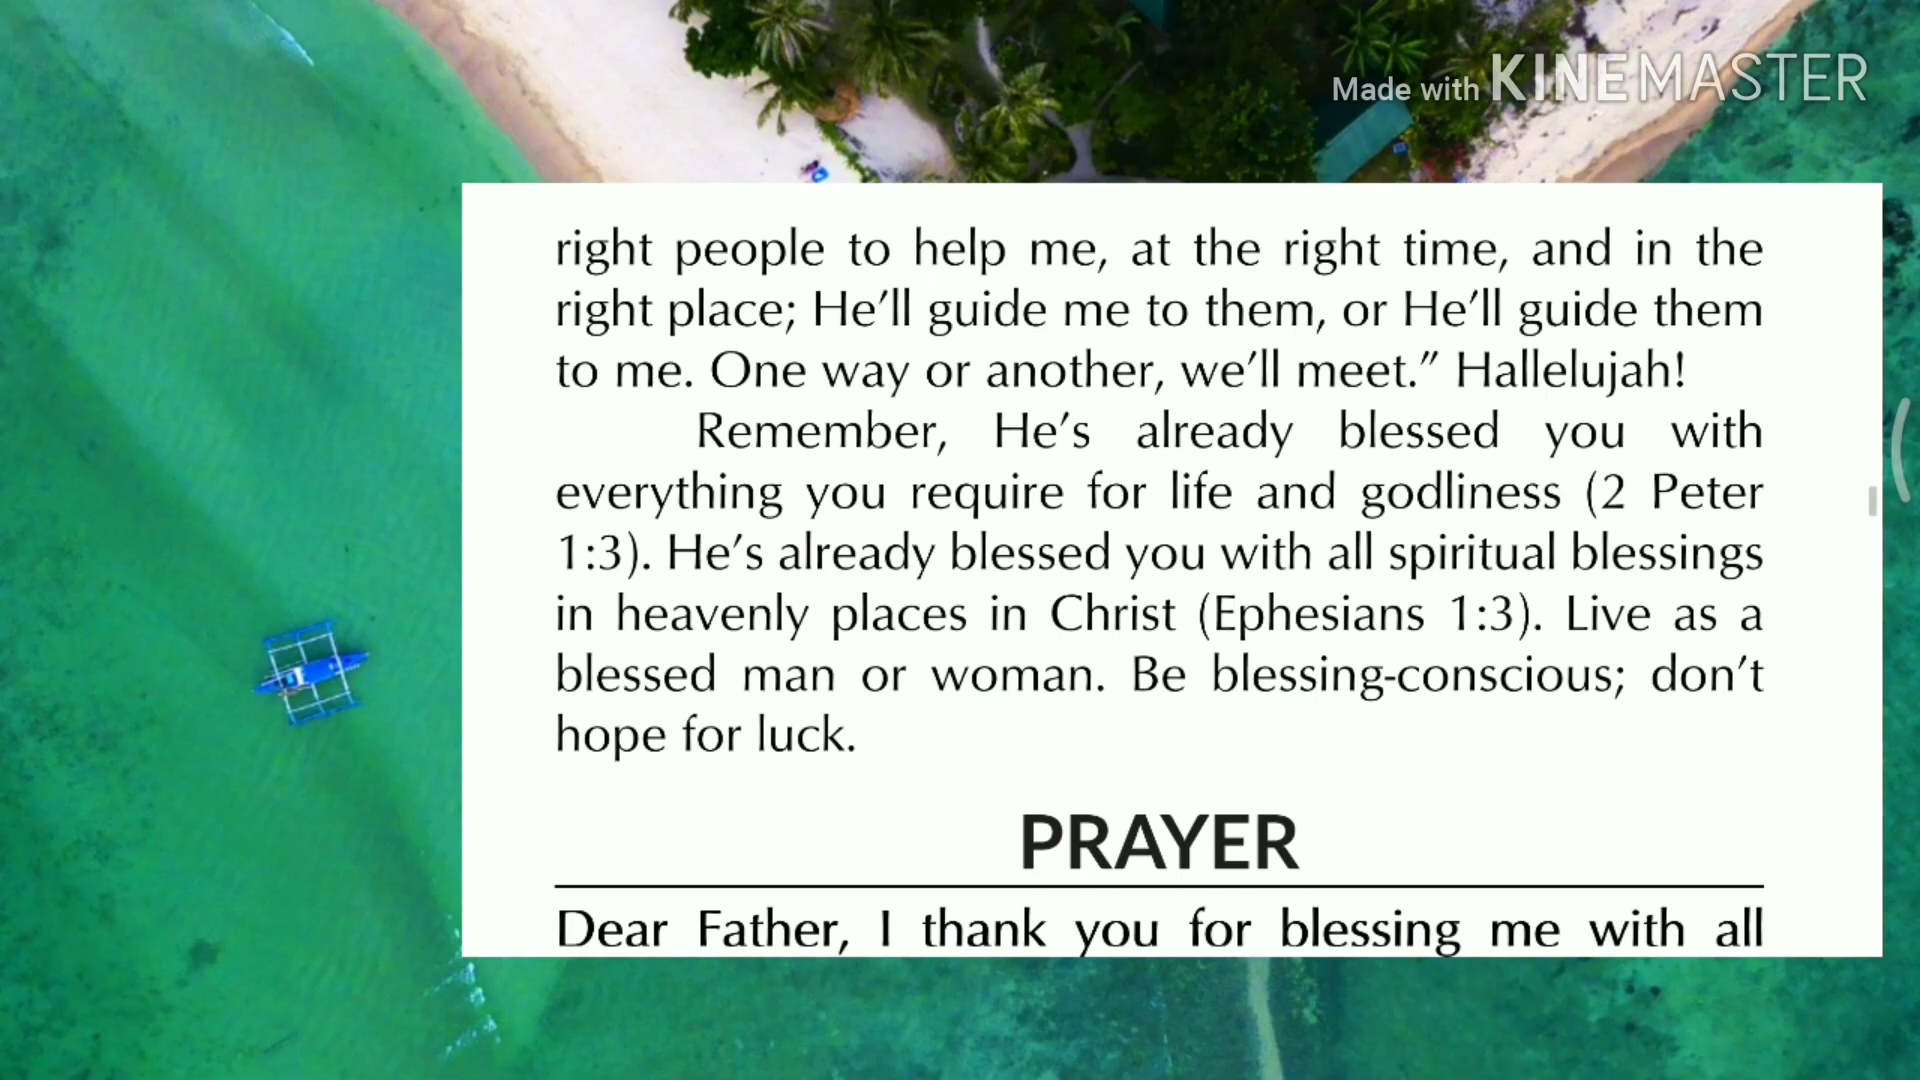 Made with KINEMASTER
right people to help me, at the right time, and in the
right place; He’ll guide me to them, or He’ll guide them
to me. One way or another, we’ll meet.” Hallelujah!
Remember, He’s already blessed you with
everything you require for life and godliness (2 Peter
1:3). He’s already blessed you with all spiritual blessings
in heavenly places in Christ (Ephesians 1:3). Live as a
blessed man or woman. Be blessing-conscious; don’t
hope for luck.
PRAYER
Dear Father, I thank you for blessing me with all